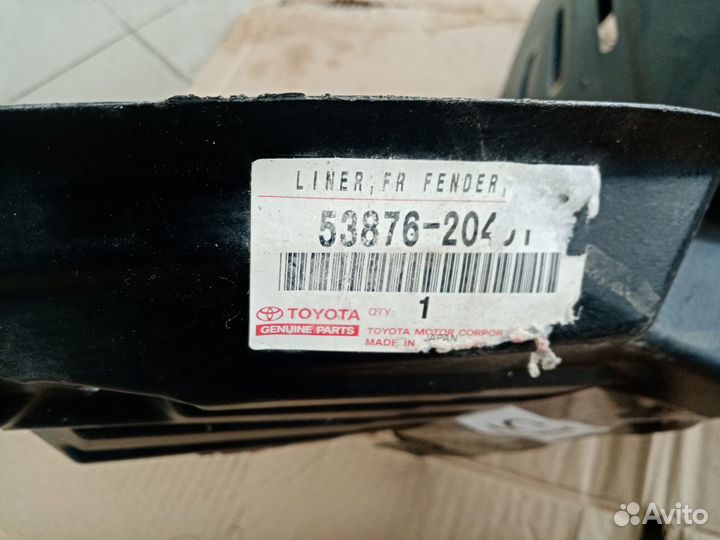 LINER, FR FENDER,
TOYOTA
GENUINE PARTS
QTY:
1
TOYOTA MOTOR CORPOR
MADE IN JAPAN
Avito